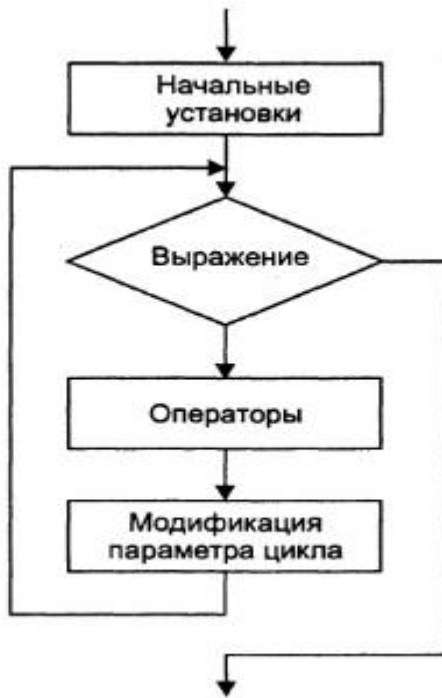 Начальные
установки
Выражение
Операторы
Модификация
параметра цикла